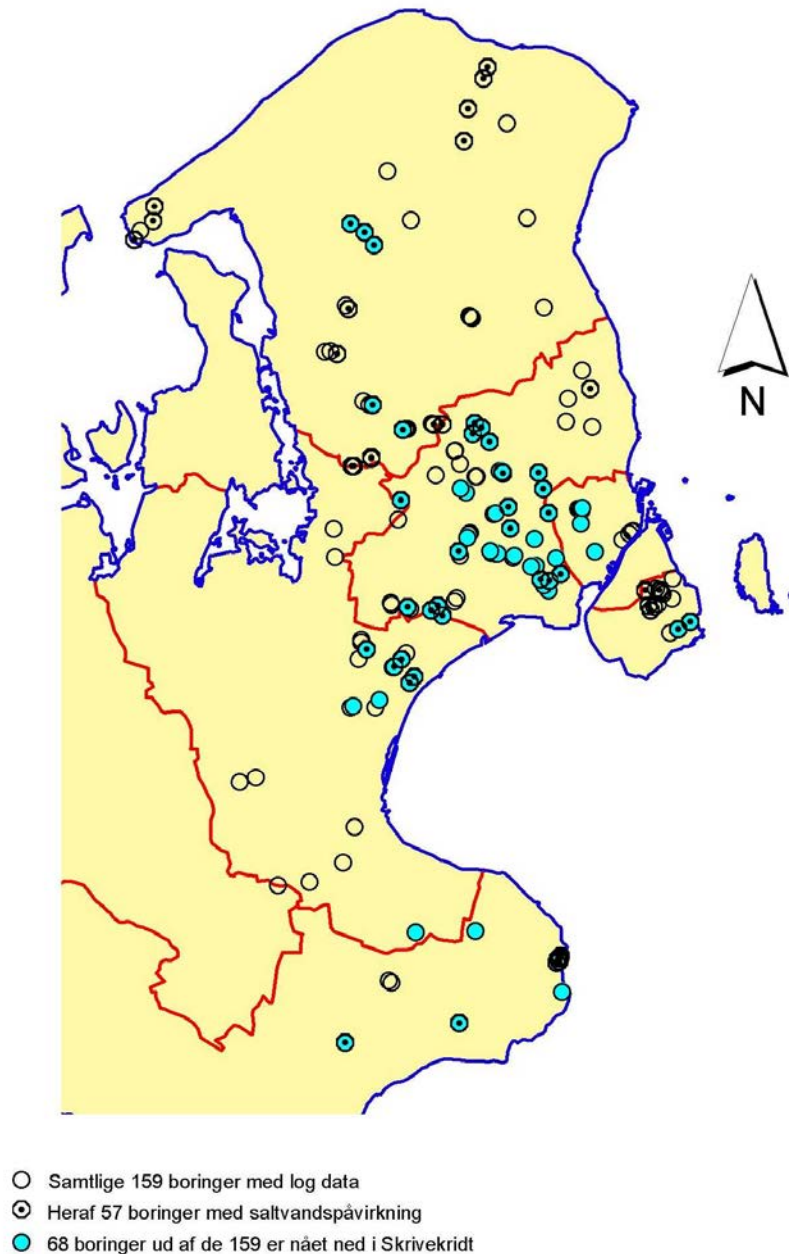 N
Samtlige 159 boringer med log data
Heraf 57 boringer med saltvandspåvirkning
68 boringer ud af de 159 er nået ned i Skrivekridt